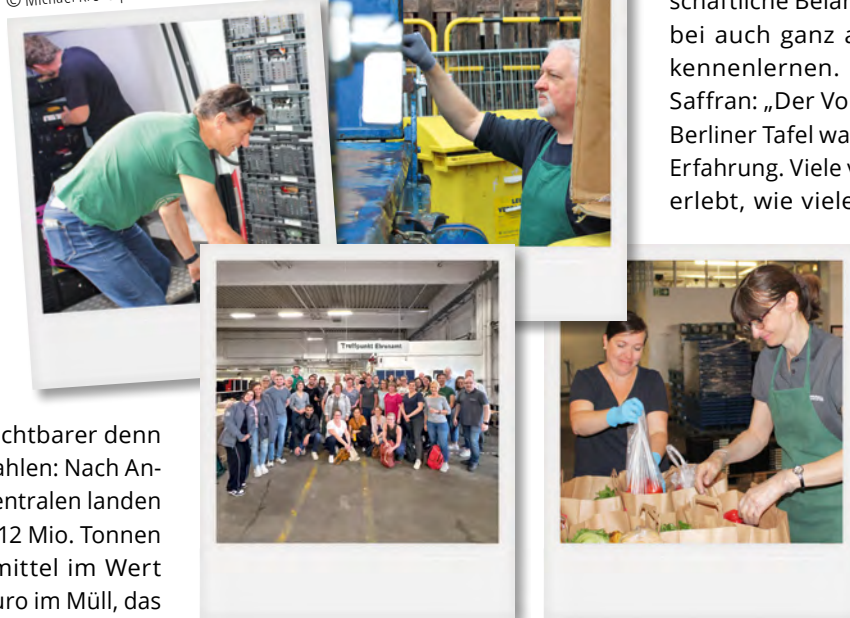 © Michael
schaftliche Belan
bei auch ganz a
kennenlernen.
Saffran: „Der Vo
Berliner Tafel wa
Erfahrung. Viele v
erlebt, wie viele
Treffpunkt Ehrenamt
chtbarer denn
ahlen: Nach An-
entralen landen
12 Mio. Tonnen
mittel im Wert
uro im Müll, das